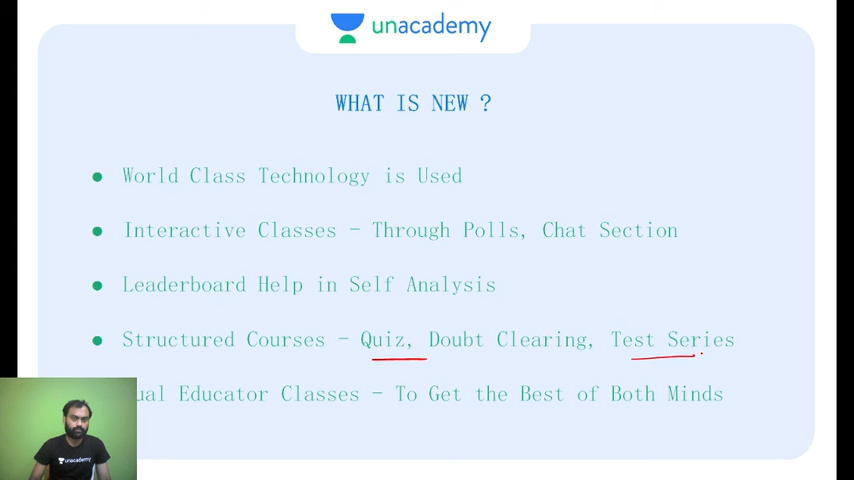 unacademy
WHAT IS NEW ?
World Class Technology is Used
Interactive Classes - Through Polls, Chat Section
Leaderboard Help in Self Analysis
Structured Courses - Quiz, Doubt Clearing, Test Series
ual Educator Classes - To Get the Best of Both Minds
unacademy